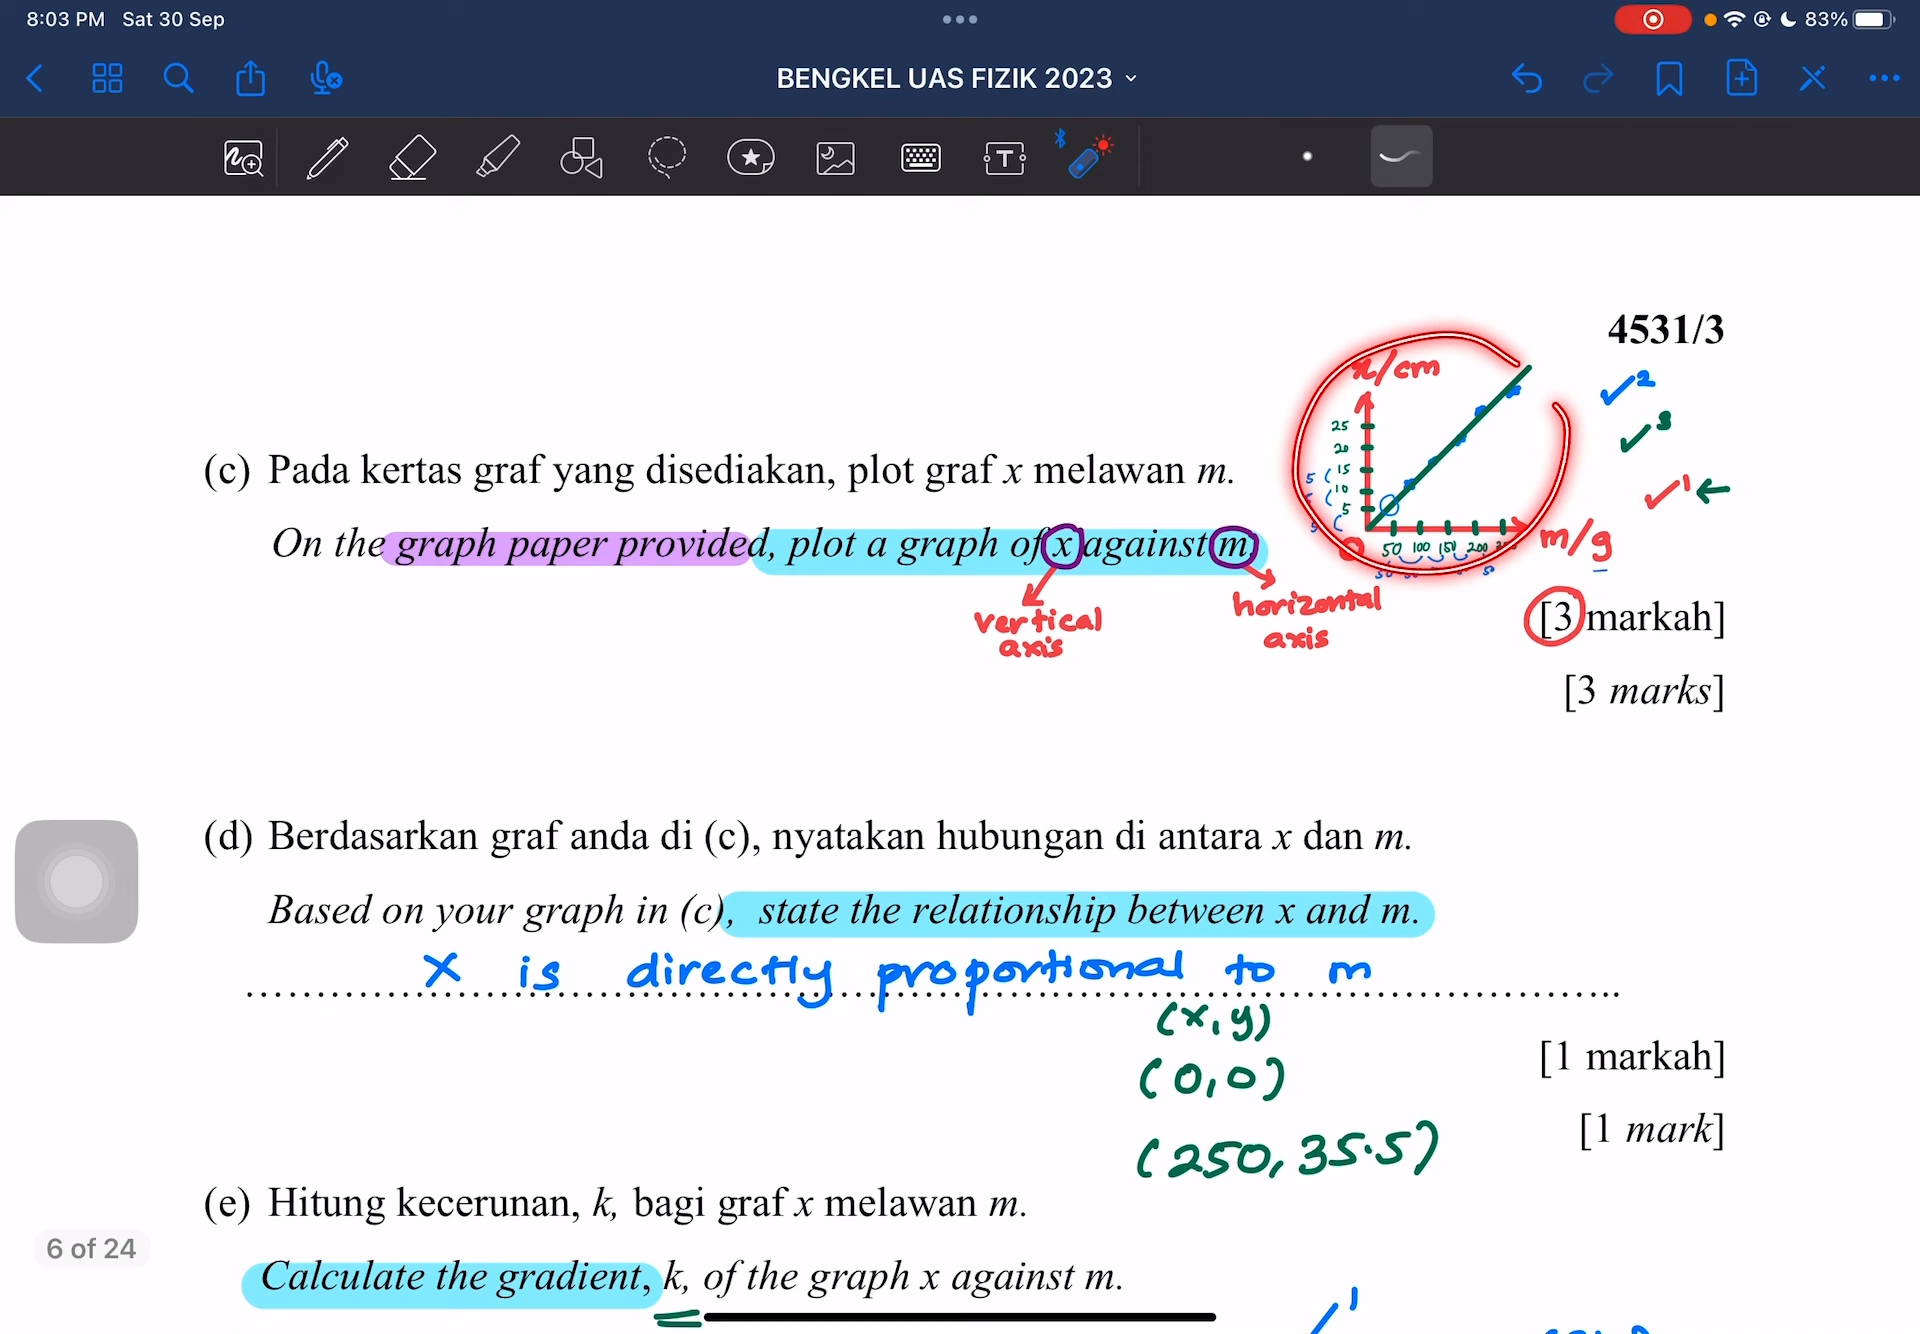 8:03 PM Sat 30 Sep
83%
BENGKEL UAS FIZIK 2023
4531/3
x/cm
25
20
15
10
5
5
5
50 100 150 200
50
m/g
2
3
1
(c) Pada kertas graf yang disediakan, plot graf x melawan m.
On the graph paper provided, plot a graph of x against m.
vertical axis
horizontal axis
[3 markah]
[3 marks]
(d) Berdasarkan graf anda di (c), nyatakan hubungan di antara x dan m.
Based on your graph in (c), state the relationship between x and m.
x is directly proportional to m
(x, y)
(0,0)
(250, 35.5)
[1 markah]
[1 mark]
(e) Hitung kecerunan, k, bagi graf x melawan m.
Calculate the gradient, k, of the graph x against m.
6 of 24